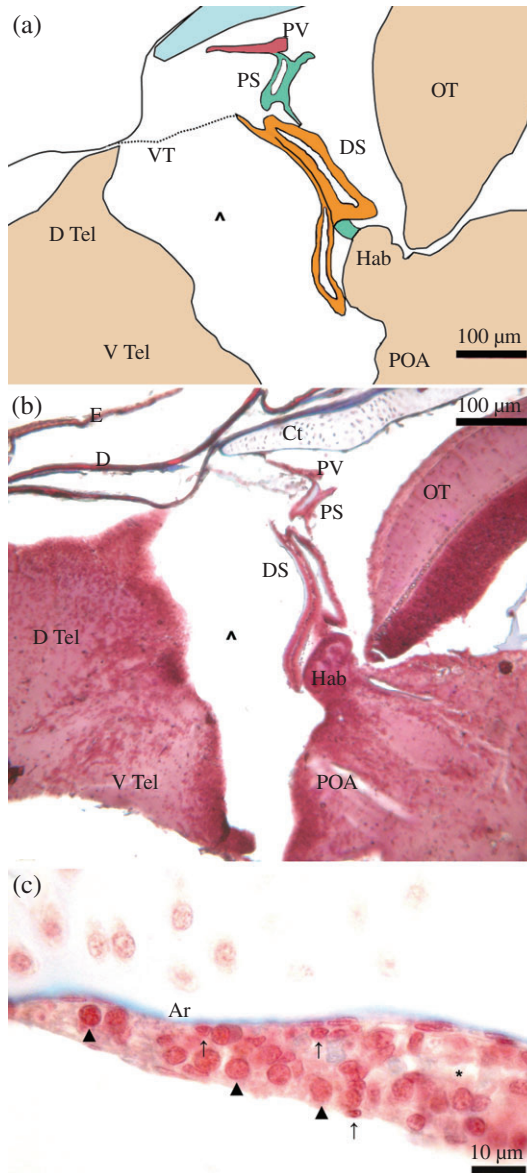 (a)
PV
PS
OT
VT
DS
^
D Tel
Hab
V Tel
POA
100 µm
(b)
100 µm
E
Ct
D
PV
OT
PS
DS
D Tel
^
Hab
V Tel
POA
(c)
Ar
▲
↑
↑
*
▲
▲
↑
10 µm